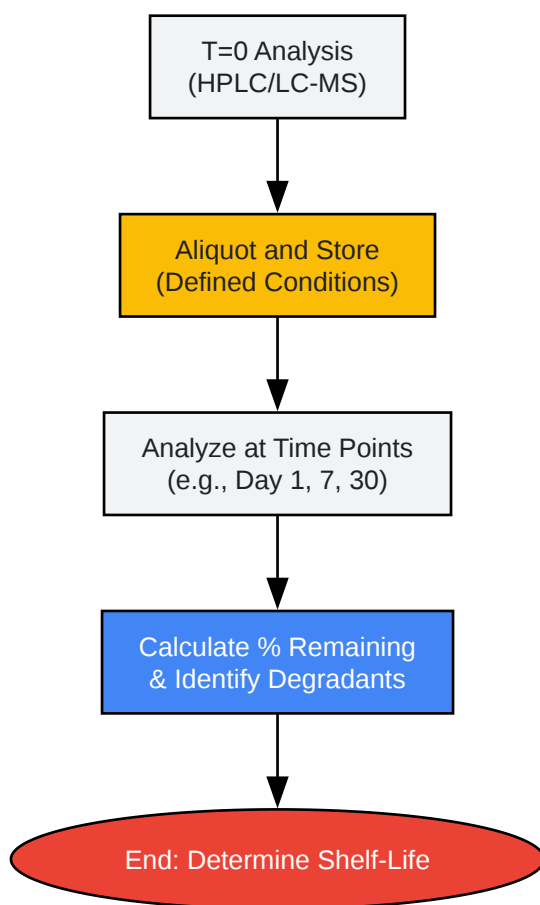 T=0 Analysis
(HPLC/LC-MS)
Aliquot and Store
(Defined Conditions)
Analyze at Time Points
(e.g., Day 1, 7, 30)
Calculate % Remaining
& Identify Degradants
End: Determine Shelf-Life